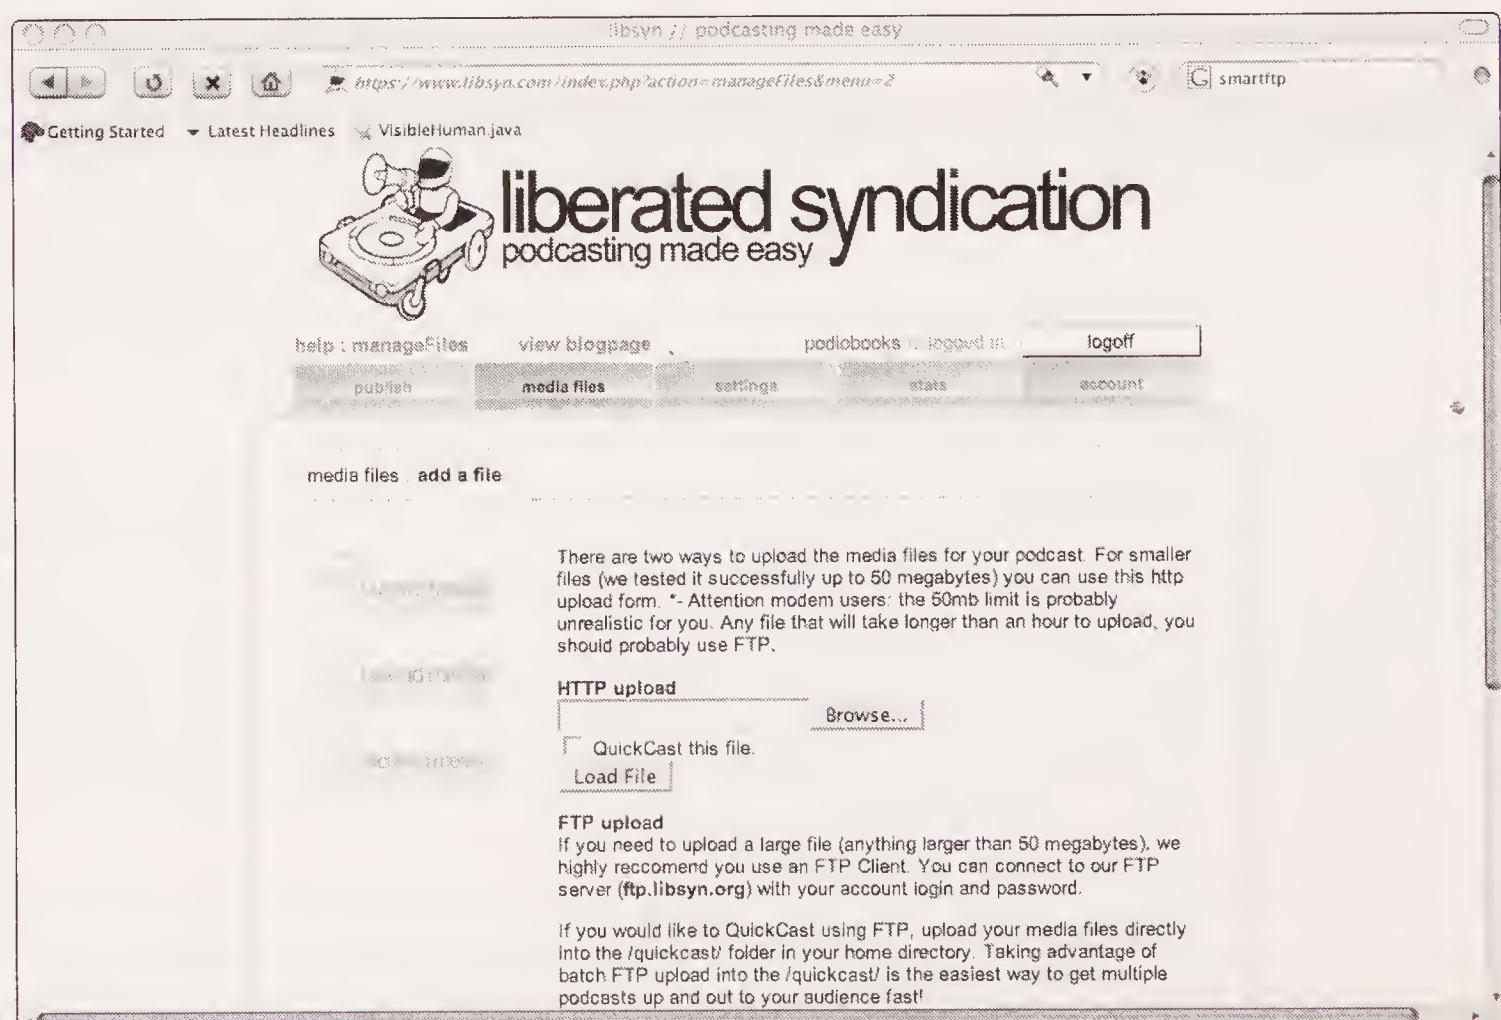 libsyn // podcasting made easy
https://www.libsyn.com/index.php?action=manageFiles&menu=2
G smartftp
Getting Started Latest Headlines VisibleHuman.java
liberated syndication
podcasting made easy
help : manageFiles view blogpage podiobooks logged in logoff
publish media files settings stats account
media files add a file
There are two ways to upload the media files for your podcast. For smaller
files (we tested it successfully up to 50 megabytes) you can use this http
upload form. *- Attention modem users: the 50mb limit is probably
unrealistic for you. Any file that will take longer than an hour to upload, you
should probably use FTP.
HTTP upload
Browse...
QuickCast this file.
Load File
FTP upload
If you need to upload a large file (anything larger than 50 megabytes), we
highly reccomend you use an FTP Client. You can connect to our FTP
server (ftp.libsyn.org) with your account login and password.
If you would like to QuickCast using FTP, upload your media files directly
into the /quickcast/ folder in your home directory. Taking advantage of
batch FTP upload into the /quickcast/ is the easiest way to get multiple
podcasts up and out to your audience fast!